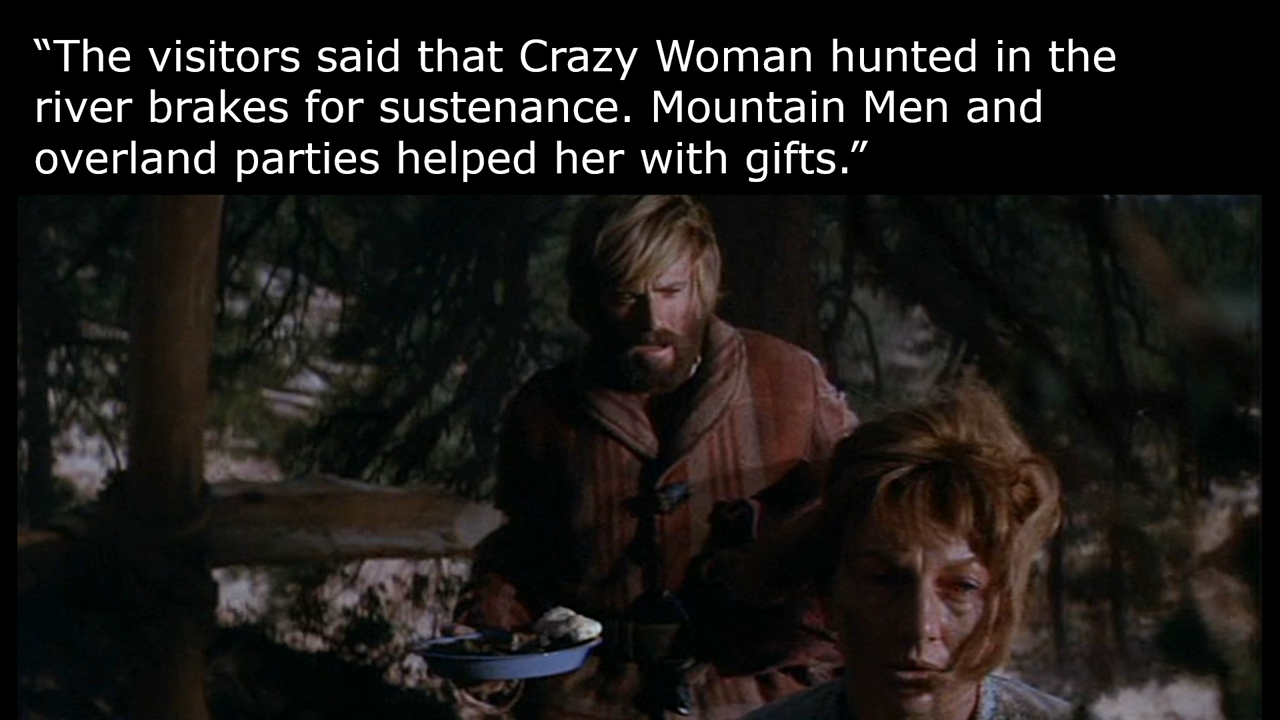 “The visitors said that Crazy Woman hunted in the
river brakes for sustenance. Mountain Men and
overland parties helped her with gifts.”